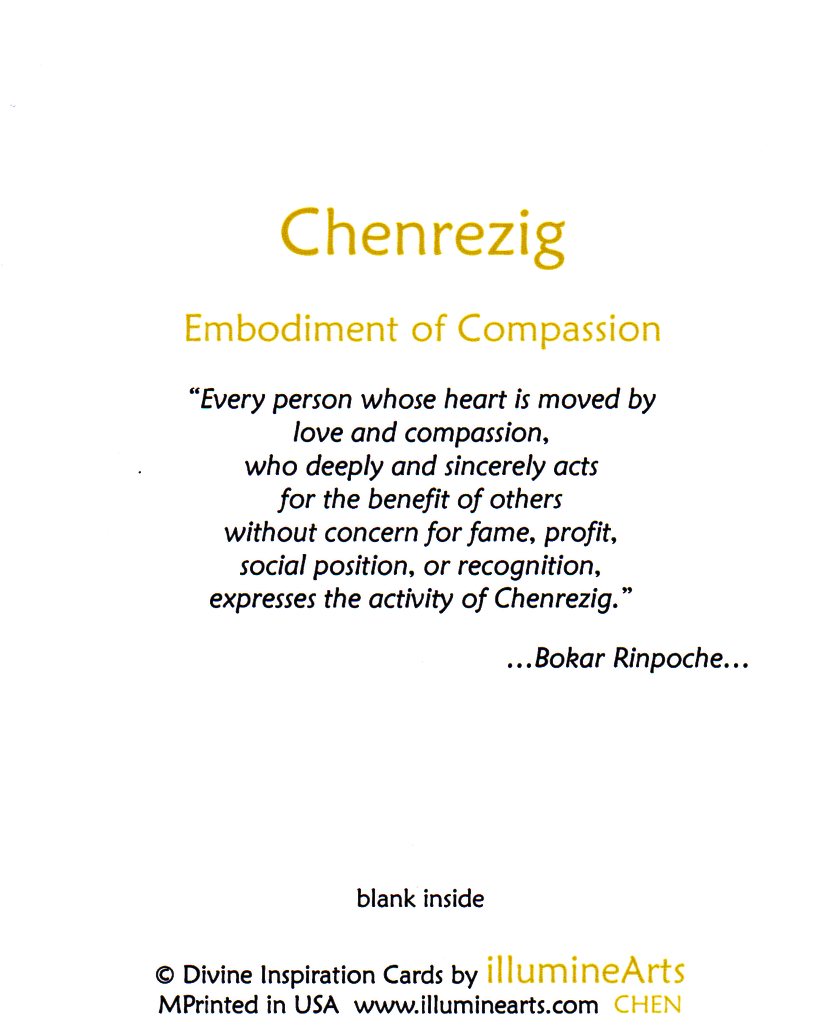 Chenrezig
Embodiment of Compassion
“Every person whose heart is moved by
love and compassion,
who deeply and sincerely acts
for the benefit of others
without concern for fame, profit,
social position, or recognition,
expresses the activity of Chenrezig.”
...Bokar Rinpoche...
blank inside
© Divine Inspiration Cards by illumineArts
MPrinted in USA www.illuminearts.com CHEN